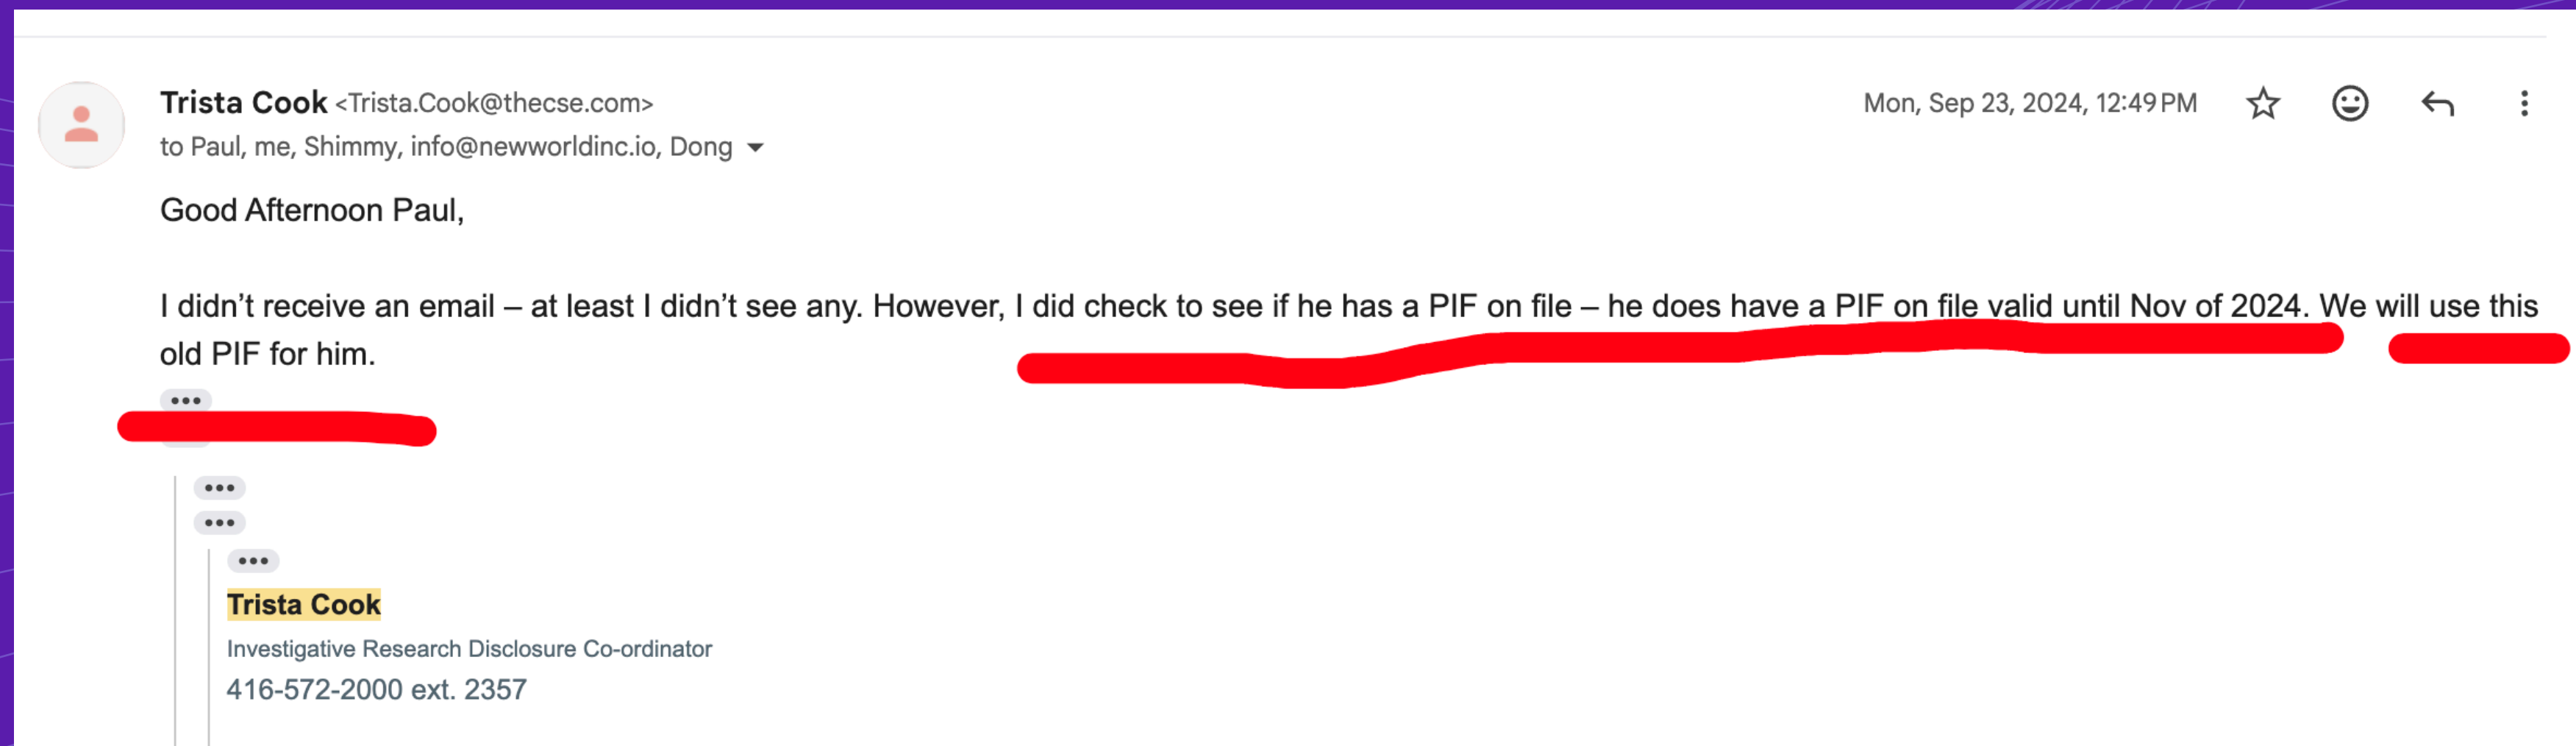 Trista Cook <Trista.Cook@thecse.com>
Mon, Sep 23, 2024, 12:49 PM
to Paul, me, Shimmy, info@newworldinc.io, Dong
Good Afternoon Paul,
I didn’t receive an email – at least I didn’t see any. However, I did check to see if he has a PIF on file – he does have a PIF on file valid until Nov of 2024. We will use this
old PIF for him.
Trista Cook
Investigative Research Disclosure Co-ordinator
416-572-2000 ext. 2357